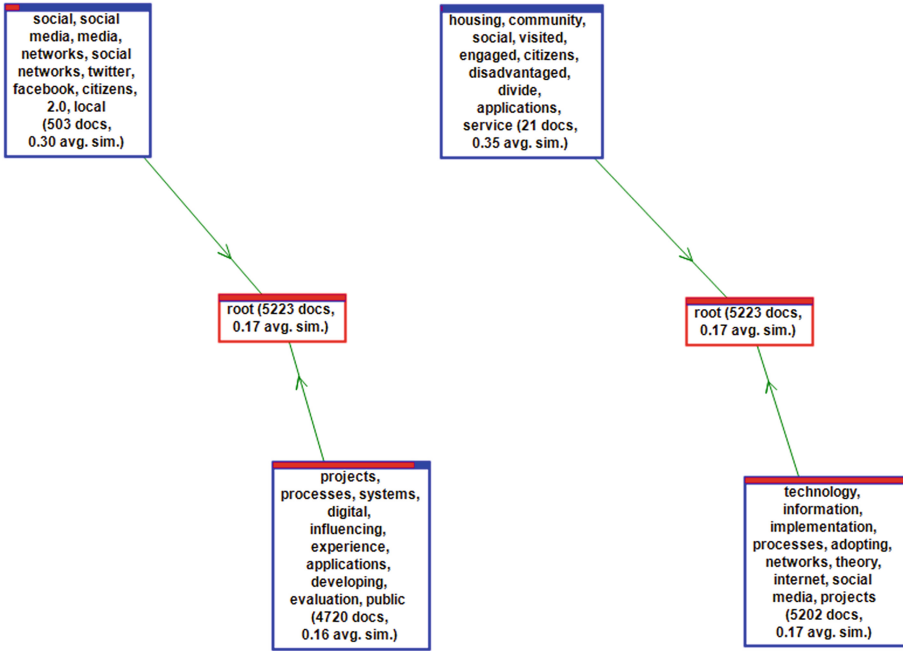 social, social
media, media,
networks, social
networks, twitter,
facebook, citizens,
2.0, local
(503 docs,
0.30 avg. sim.)
housing, community,
social, visited,
engaged, citizens,
disadvantaged,
divide,
applications,
service (21 docs,
0.35 avg. sim.)
root (5223 docs,
0.17 avg. sim.)
root (5223 docs,
0.17 avg. sim.)
projects,
processes, systems,
digital,
influencing,
experience,
applications,
developing,
evaluation, public
(4720 docs,
0.16 avg. sim.)
technology,
information,
implementation,
processes, adopting,
networks, theory,
internet, social
media, projects
(5202 docs,
0.17 avg. sim.)